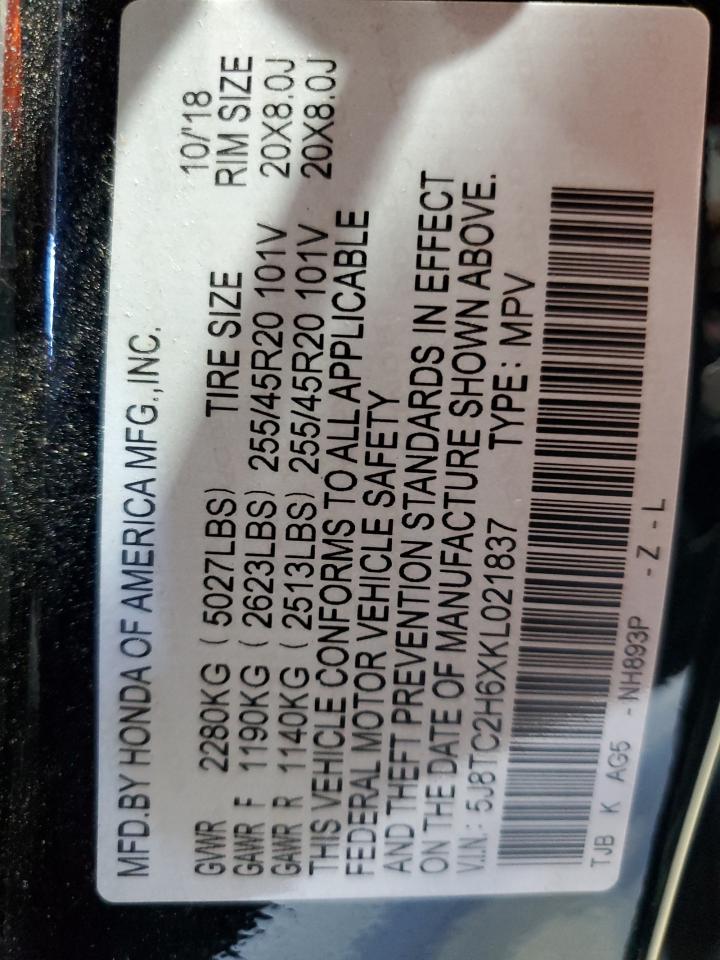 MFD.BY HONDA OF AMERICA MFG.,INC. 10/'18
GVWR 2280KG ( 5027LBS) TIRE SIZE RIM SIZE
GAWR F 1190KG ( 2623LBS) 255/45R20 101V 20X8.0J
GAWR R 1140KG ( 2513LBS) 255/45R20 101V 20X8.0J
THIS VEHICLE CONFORMS TO ALL APPLICABLE
FEDERAL MOTOR VEHICLE SAFETY
AND THEFT PREVENTION STANDARDS IN EFFECT
ON THE DATE OF MANUFACTURE SHOWN ABOVE.
V.I.N.: 5J8TC2H6XKL021837 TYPE: MPV
TJB K AG5 -NH893P -Z-L